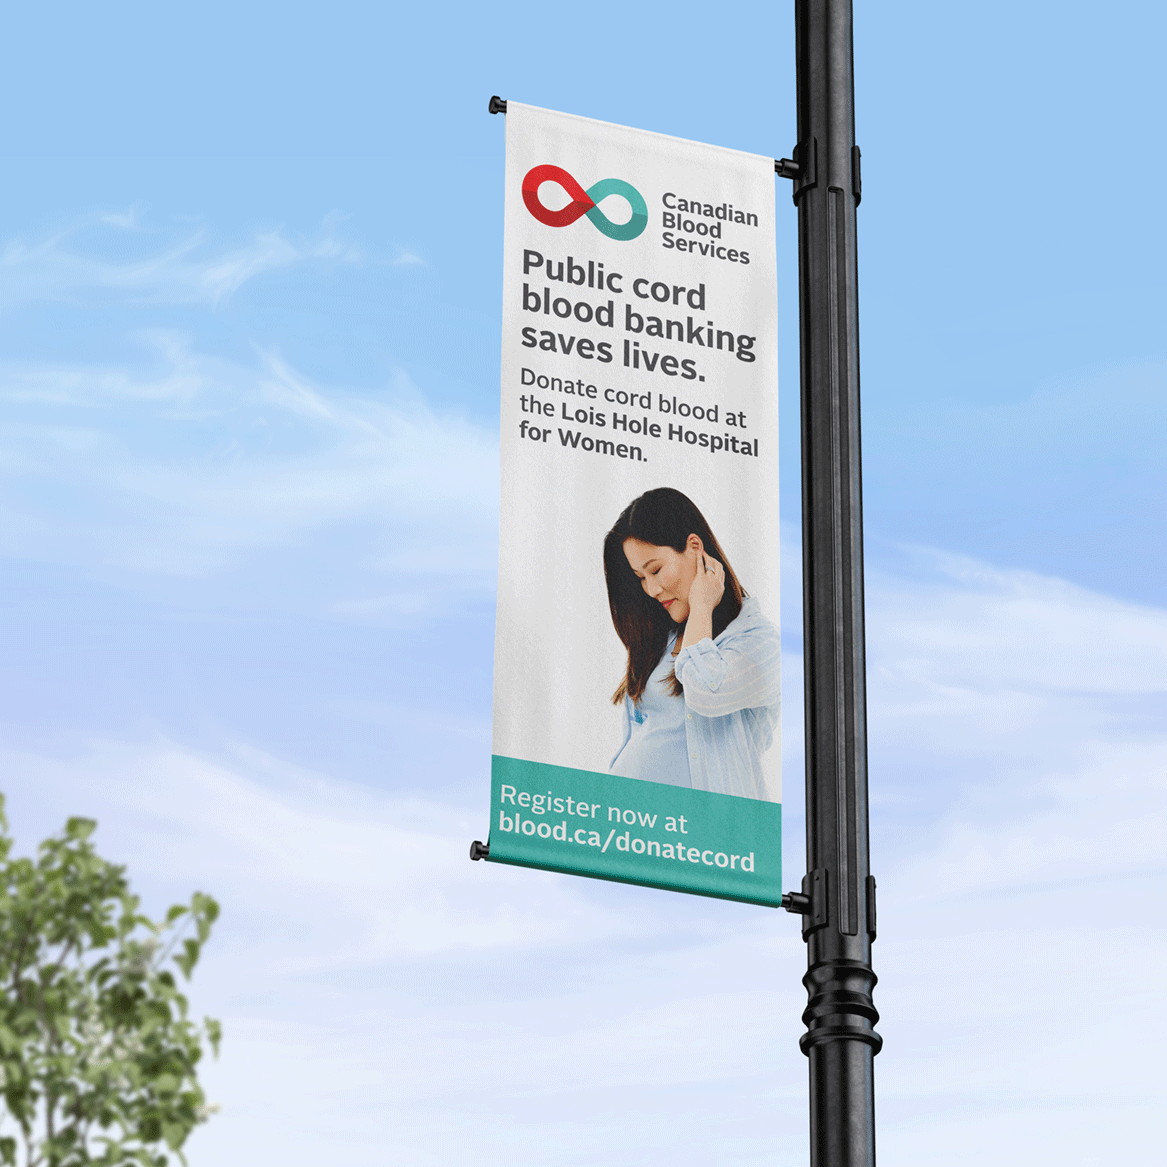 Canadian
Blood
Services
Public cord
blood banking
saves lives.
Donate cord blood at
the Lois Hole Hospital
for Women.
Register now at
blood.ca/donatecord